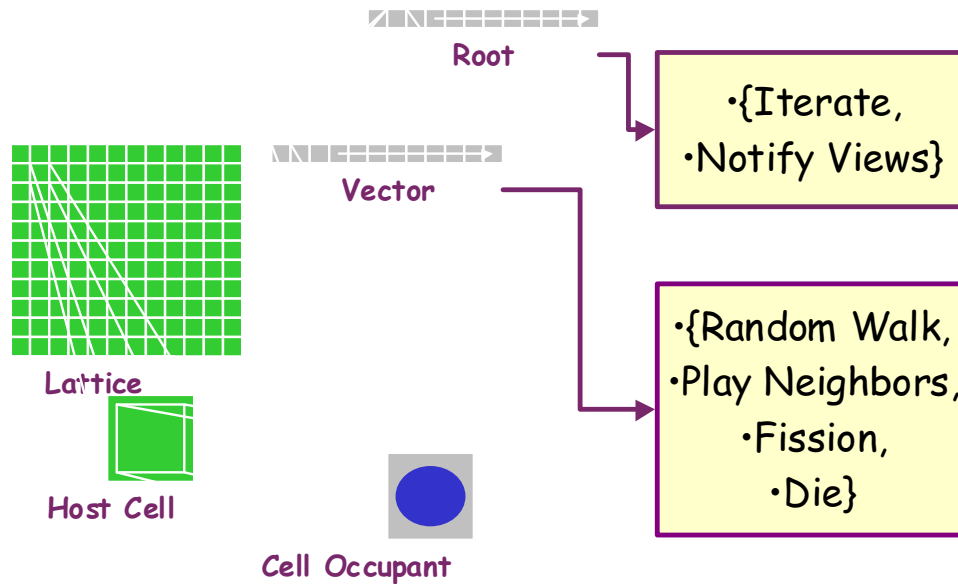 Root
•{Iterate,
•Notify Views}
Vector
•{Random Walk,
•Play Neighbors,
•Fission,
•Die}
Lattice
Host Cell
Cell Occupant